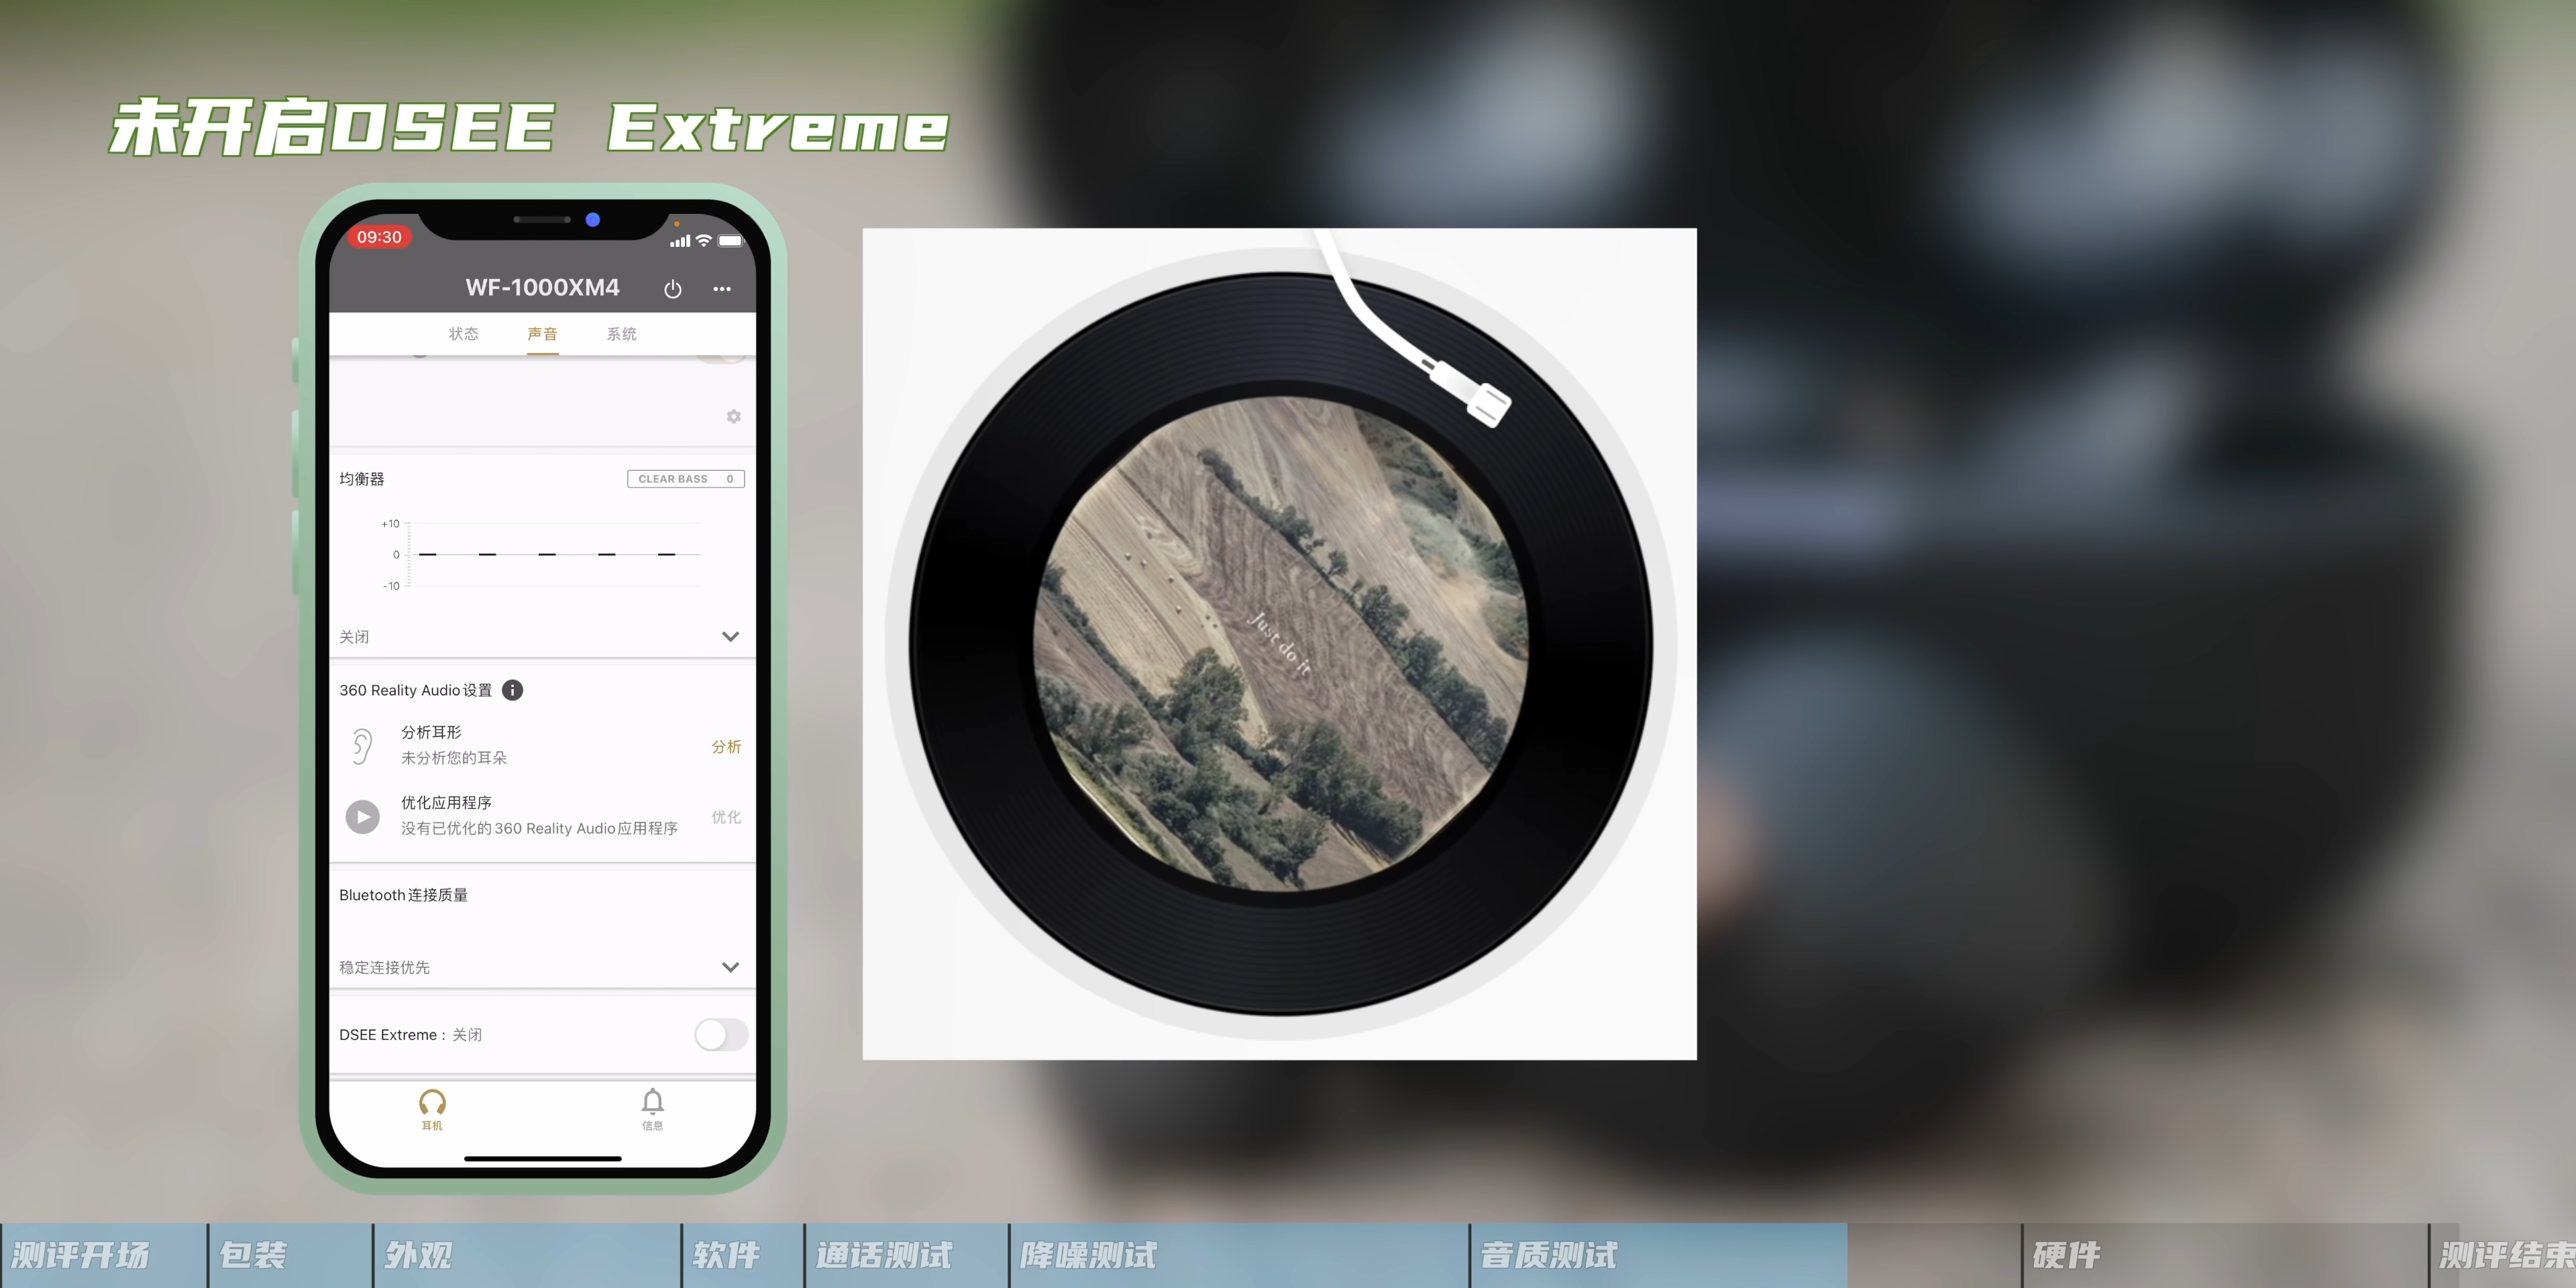 未开启DSEE Extreme
09:30
WF-1000XM4
状态 声音 系统
均衡器
CLEAR BASS 0
+10
0
-10
关闭
360 Reality Audio设置
分析耳形
未分析您的耳朵
分析
优化应用程序
没有已优化的360 Reality Audio应用程序
优化
Bluetooth连接质量
稳定连接优先
DSEE Extreme : 关闭
耳机 信息
Just do it
测评开场 包装 外观 软件 通话测试 降噪测试 音质测试 硬件 测评结束